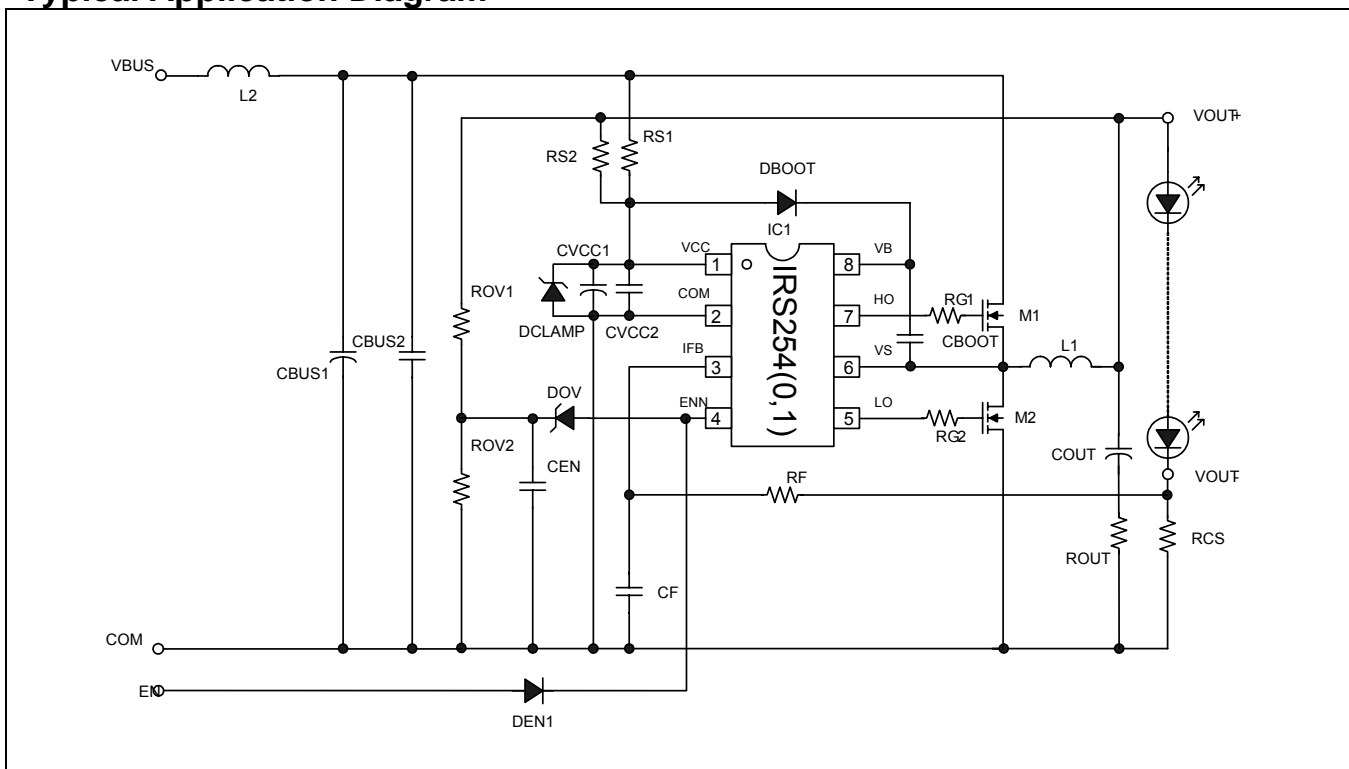 Typical Application Diagram
VBUS
L2
VOUT+
RS1
RS2
DBOOT
IC1
CVCC1
VCC
1
8
VB
COM
2
7
HO
RG1
M1
ROV1
DCLAMP
CVCC2
IRS254(0,1)
CBOOT
L1
CBUS2
IFB
3
6
VS
CBUS1
DOV
ENN
4
5
LO
M2
RG2
ROV2
CEN
COUT
VOUT-
RF
RCS
ROUT
CF
COM
EN
DEN1